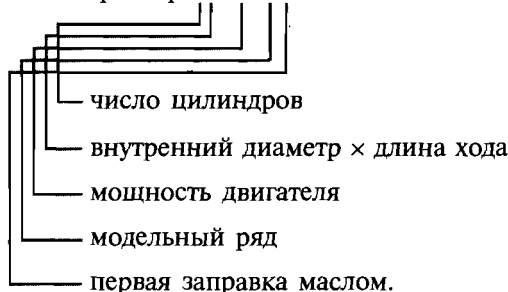 число цилиндров
внутренний диаметр × длина хода
мощность двигателя
модельный ряд
первая заправка маслом.